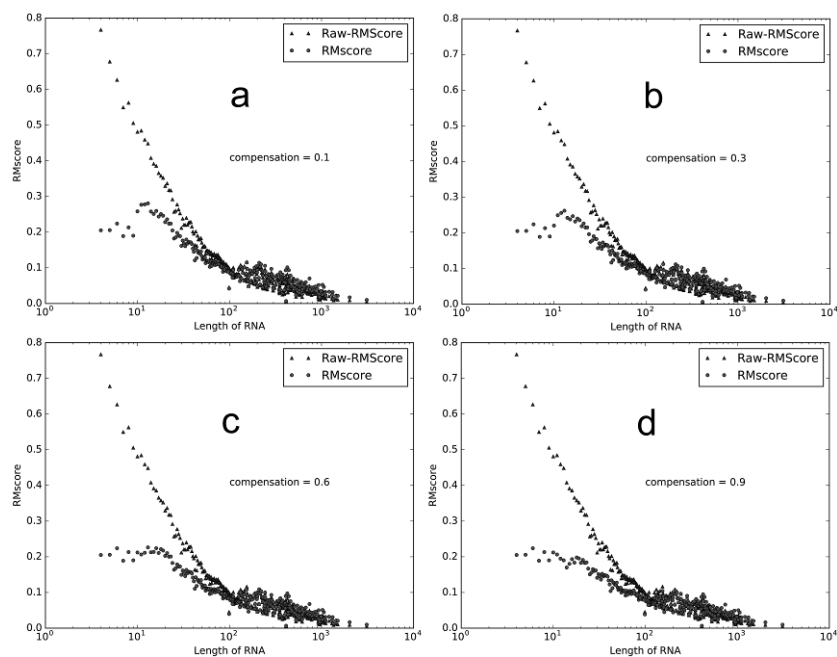 0.8
0.7
0.6
0.5
0.4
0.3
0.2
0.1
0.0
RMscore
Raw-RMScore
RMscore
a
compensation = 0.1
10^0 10^1 10^2 10^3 10^4
Length of RNA
0.8
0.7
0.6
0.5
0.4
0.3
0.2
0.1
0.0
RMscore
Raw-RMScore
RMscore
b
compensation = 0.3
10^0 10^1 10^2 10^3 10^4
Length of RNA
0.8
0.7
0.6
0.5
0.4
0.3
0.2
0.1
0.0
RMscore
Raw-RMScore
RMscore
c
compensation = 0.6
10^0 10^1 10^2 10^3 10^4
Length of RNA
0.8
0.7
0.6
0.5
0.4
0.3
0.2
0.1
0.0
RMscore
Raw-RMScore
RMscore
d
compensation = 0.9
10^0 10^1 10^2 10^3 10^4
Length of RNA